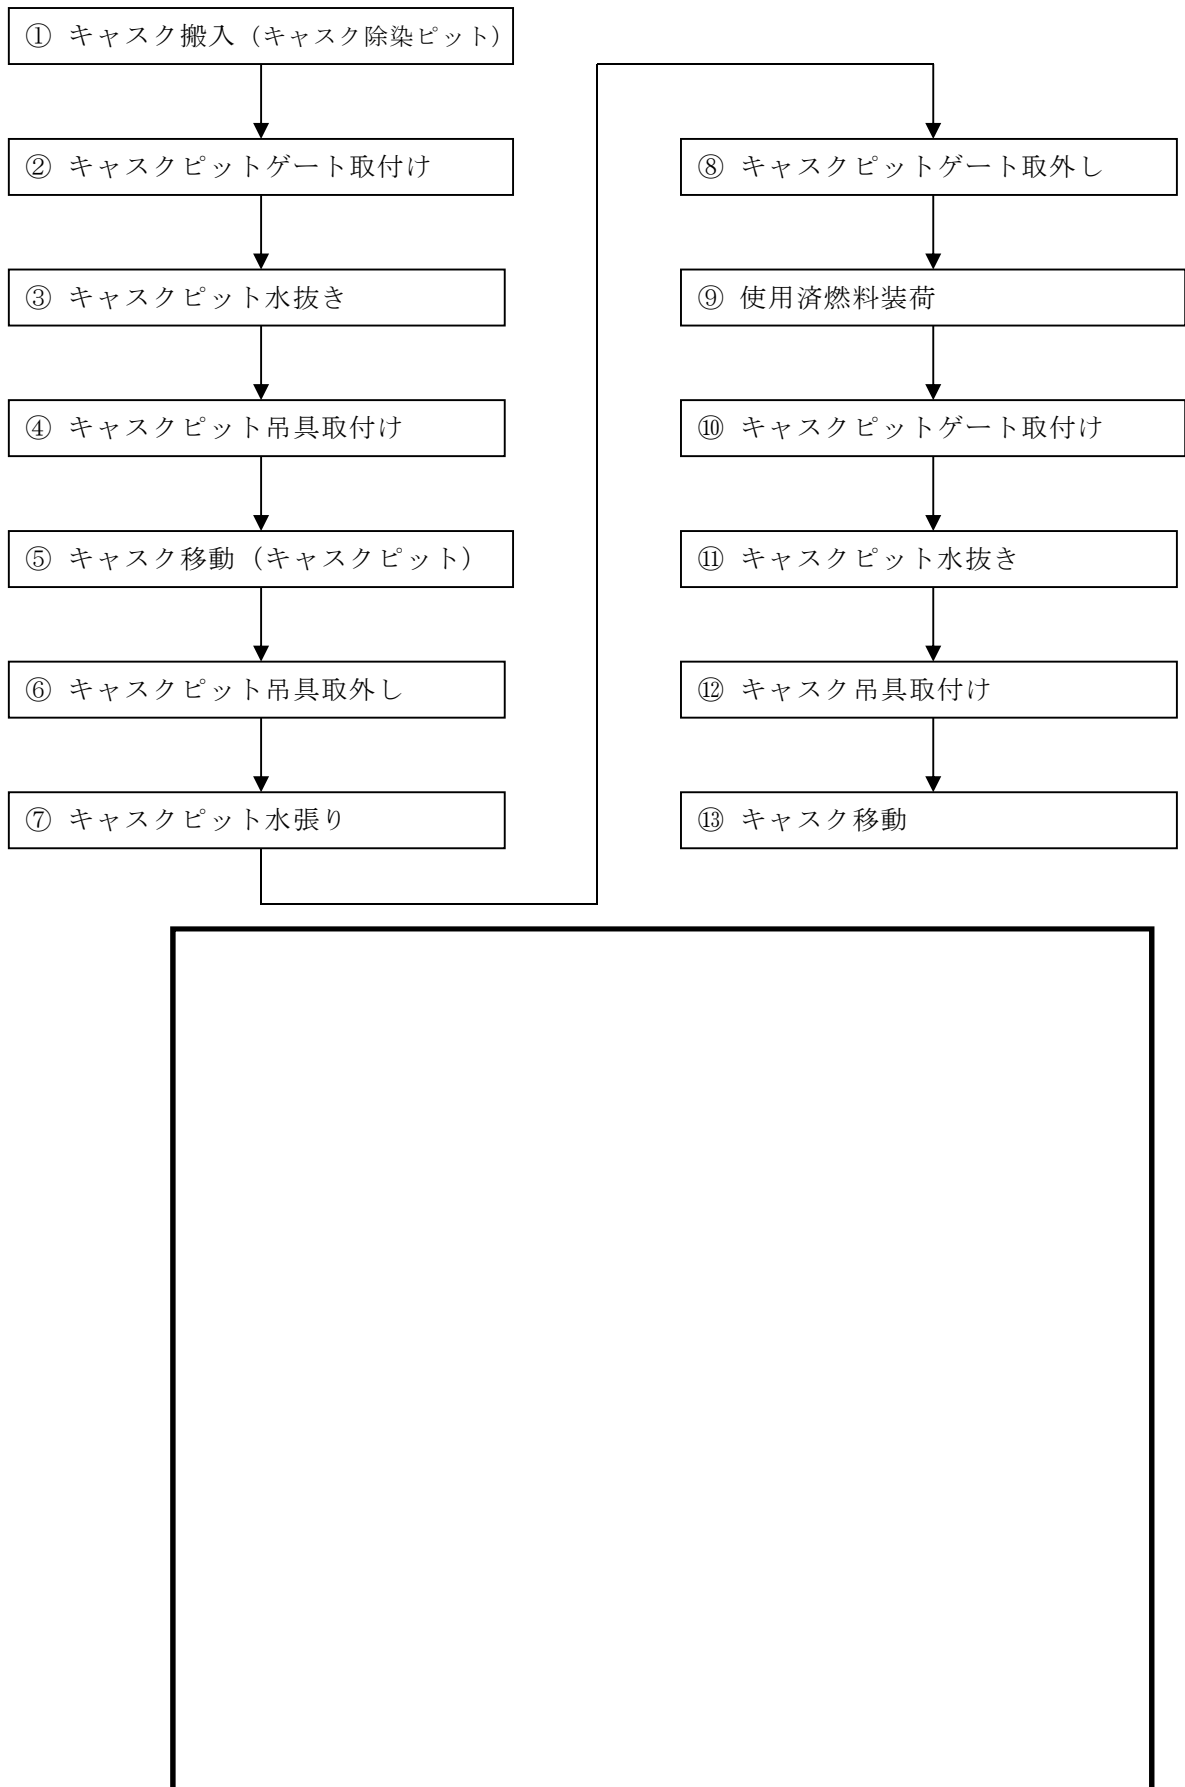 ① キャスク搬入（キャスク除染ピット）
② キャスクピットゲート取付け
③ キャスクピット水抜き
④ キャスクピット吊具取付け
⑤ キャスク移動（キャスクピット）
⑥ キャスクピット吊具取外し
⑦ キャスクピット水張り
⑧ キャスクピットゲート取外し
⑨ 使用済燃料装荷
⑩ キャスクピットゲート取付け
⑪ キャスクピット水抜き
⑫ キャスク吊具取付け
⑬ キャスク移動